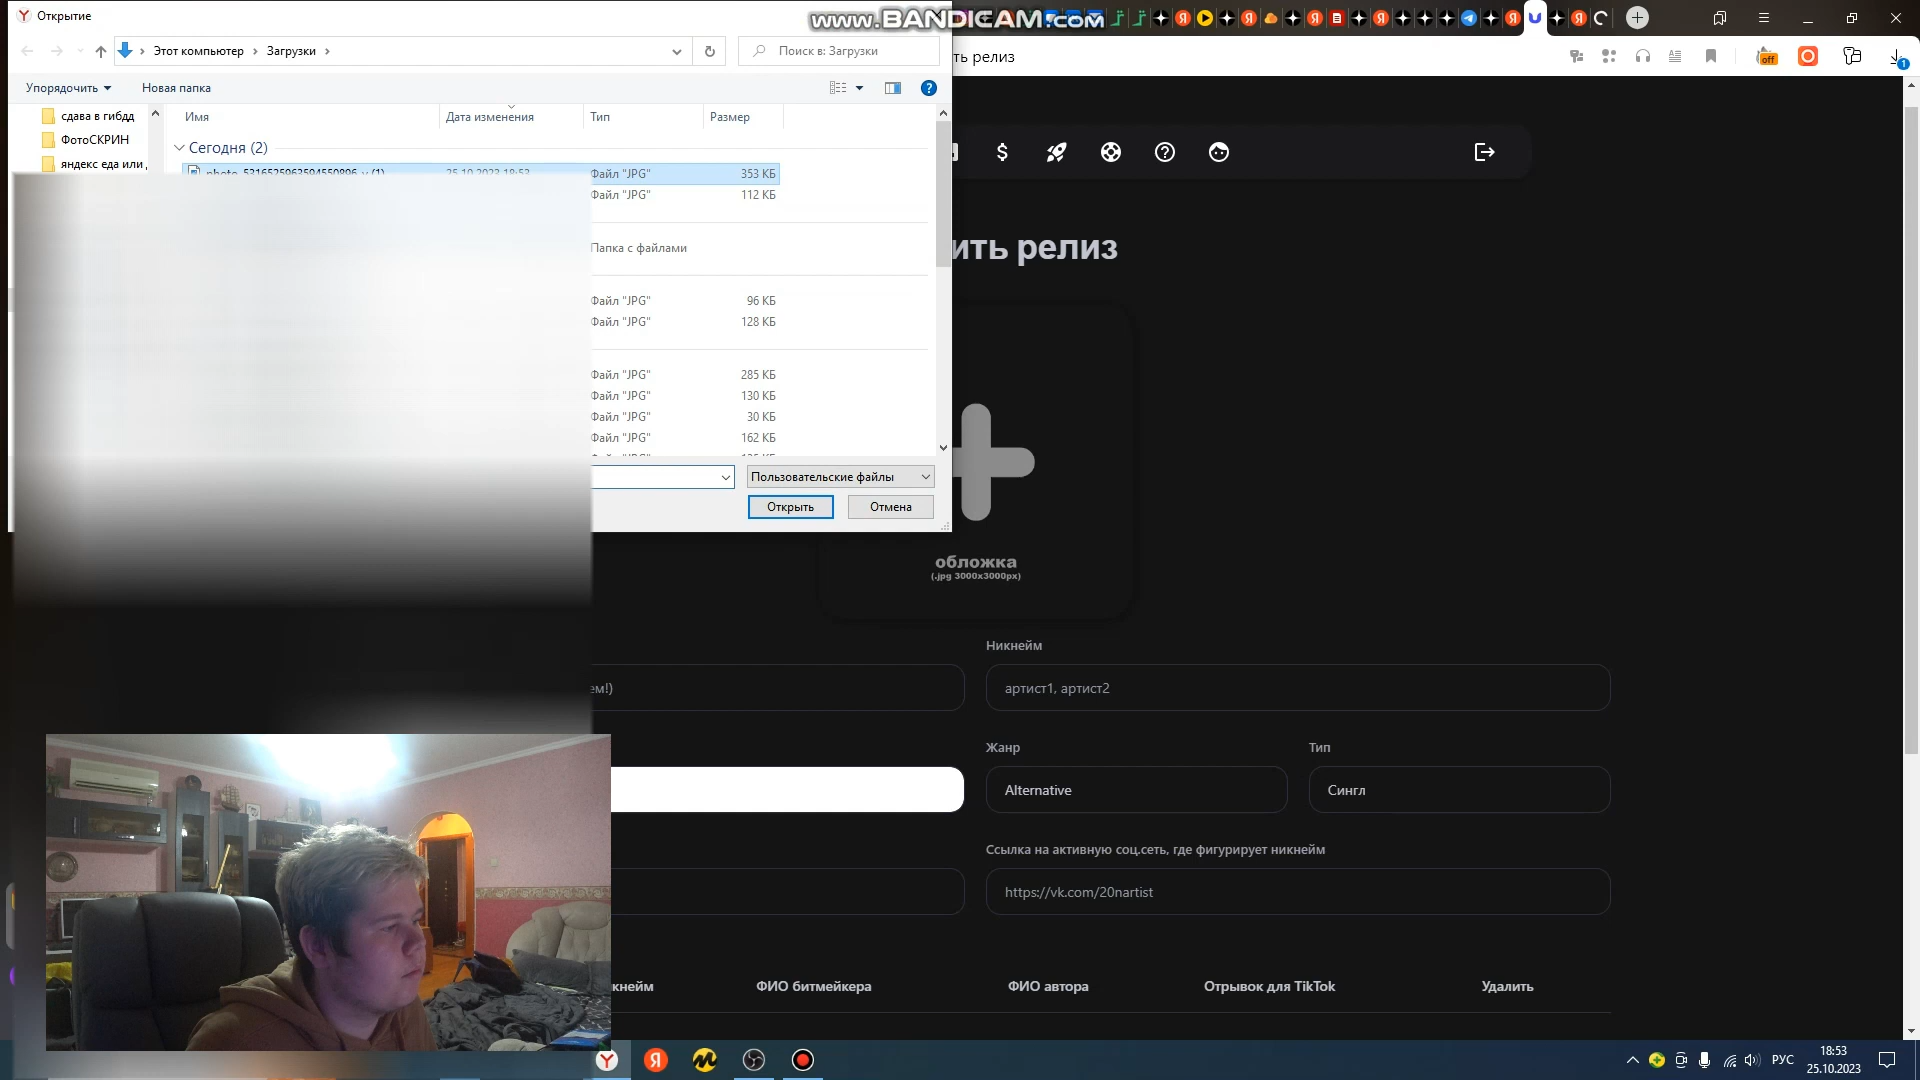 Открытие
www.BANDICAM.com
Этот компьютер
Загрузки
Поиск в: Загрузки
ть релиз
off
1
Упорядочить
Новая папка
сдава в гибдд
ФотоСКРИН
яндекс еда или
Имя
Дата изменения
Тип
Размер
Сегодня (2)
Файл "JPG"
353 КБ
Файл "JPG"
112 КБ
Папка с файлами
Файл "JPG"
96 КБ
Файл "JPG"
128 КБ
Файл "JPG"
285 КБ
Файл "JPG"
130 КБ
Файл "JPG"
30 КБ
Файл "JPG"
162 КБ
Пользовательские файлы
Открыть
Отмена
ить релиз
обложка
(.jpg 3000x3000px)
Никнейм
ем!)
артист1, артист2
Жанр
Тип
Alternative
Сингл
Ссылка на активную соц.сеть, где фигурирует никнейм
https://vk.com/20nartist
кнейм
ФИО битмейкера
ФИО автора
Отрывок для TikTok
Удалить
РУС
18:53
25.10.2023